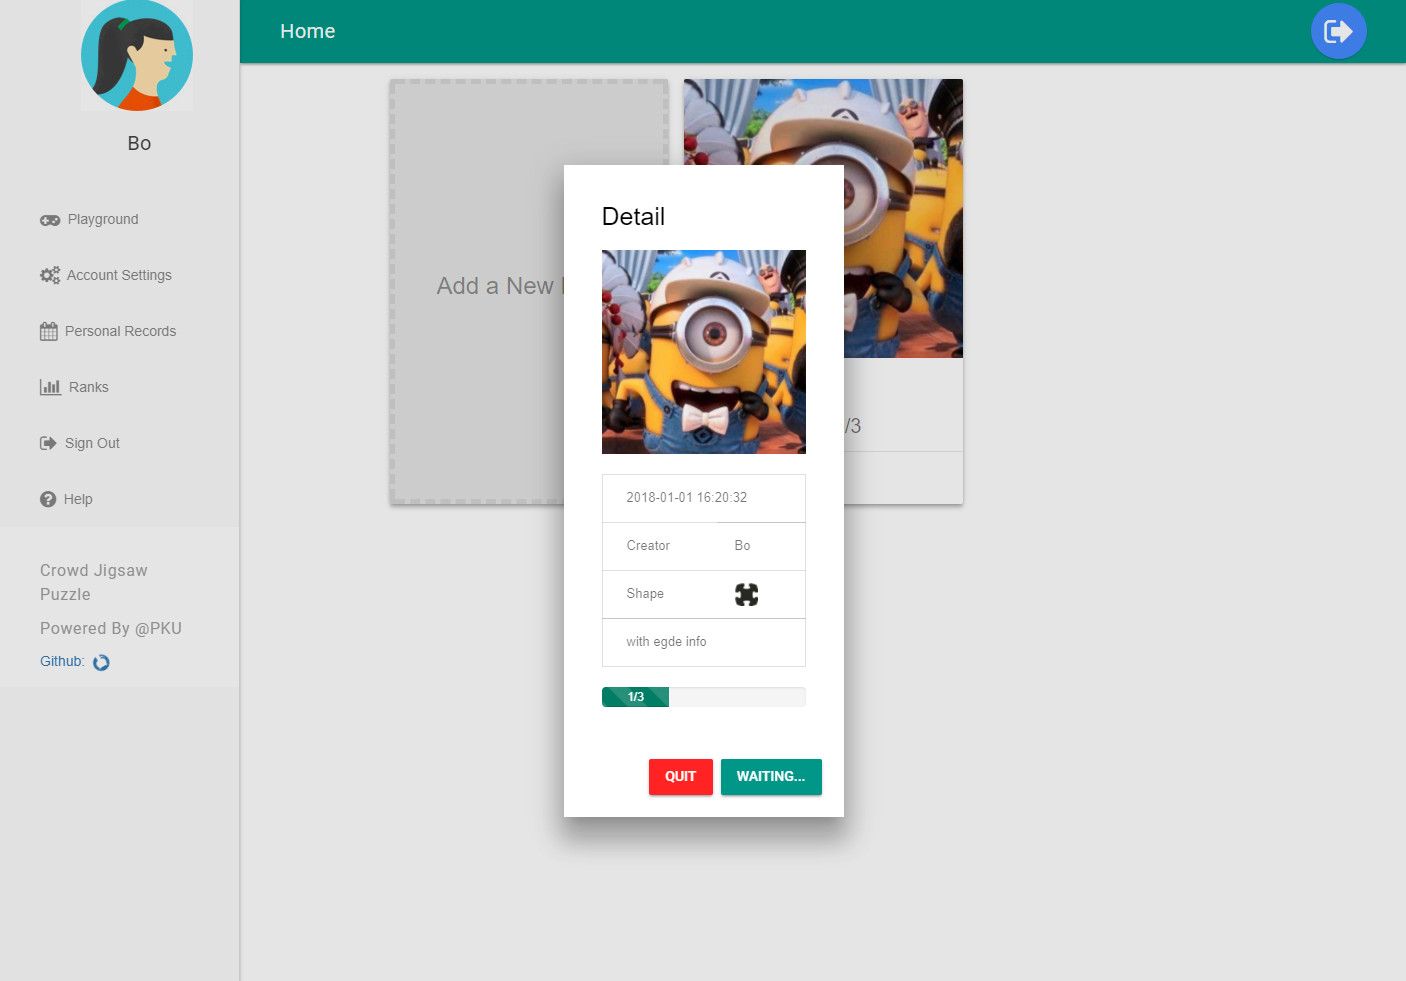 Home
Bo
Playground
Account Settings
Personal Records
Ranks
Sign Out
Help
Crowd Jigsaw
Puzzle
Powered By @PKU
Github:
Add a New
/3
Detail
2018-01-01 16:20:32
Creator Bo
Shape
with egde info
1/3
QUIT WAITING...